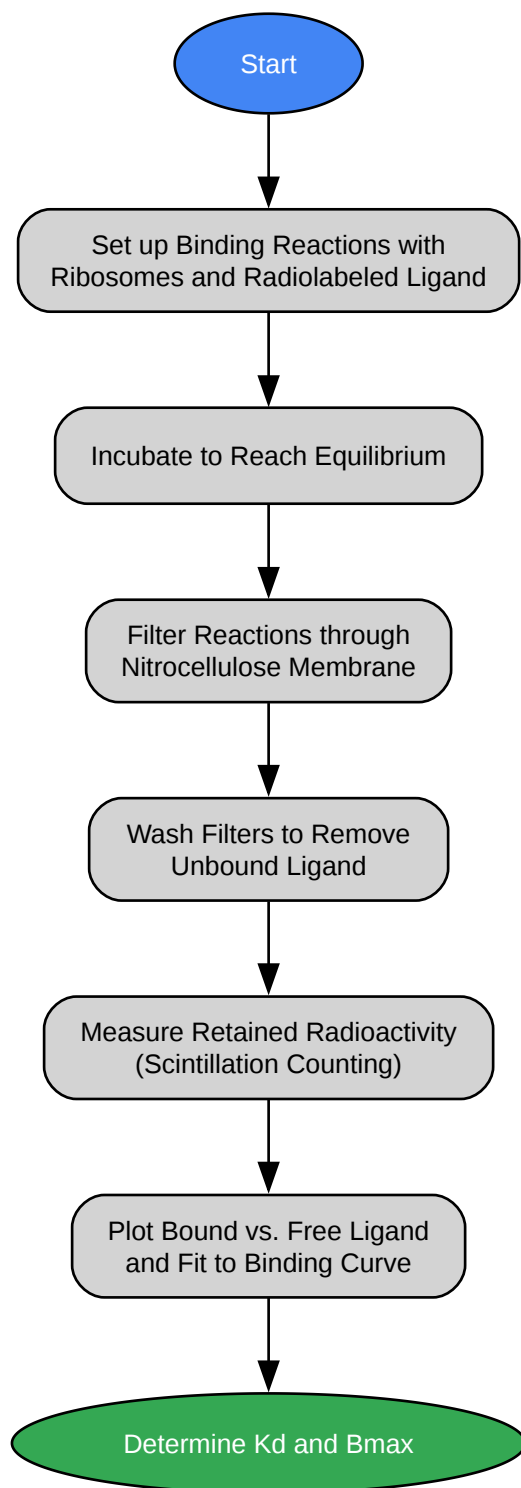 Start
Set up Binding Reactions with
Ribosomes and Radiolabeled Ligand
Incubate to Reach Equilibrium
Filter Reactions through
Nitrocellulose Membrane
Wash Filters to Remove
Unbound Ligand
Measure Retained Radioactivity
(Scintillation Counting)
Plot Bound vs. Free Ligand
and Fit to Binding Curve
Determine Kd and Bmax